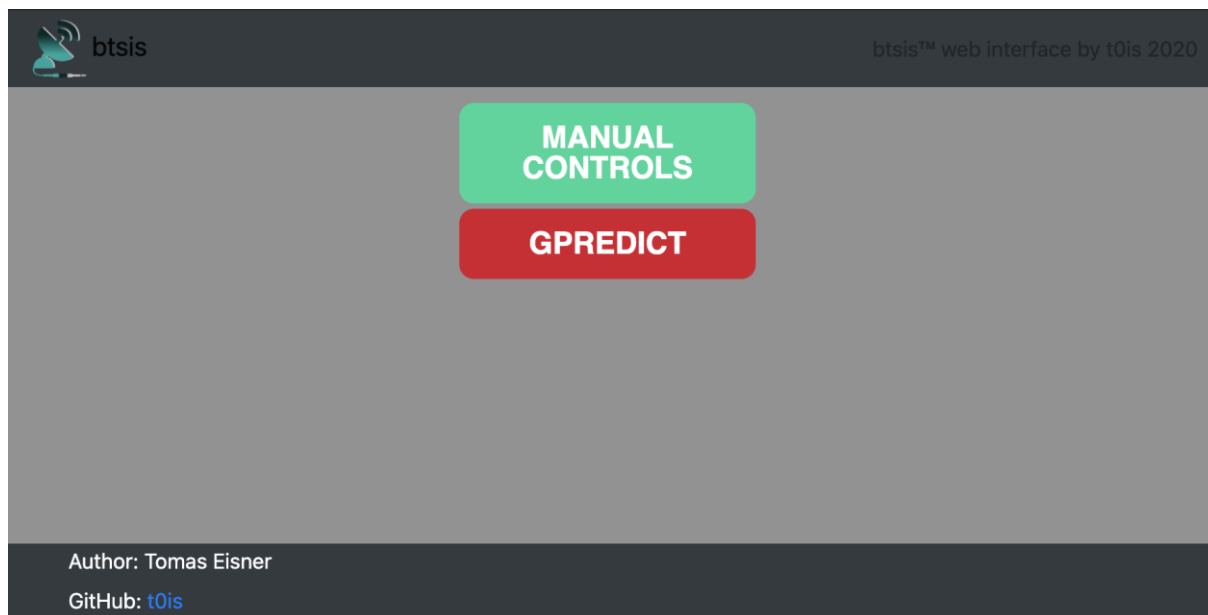 btsis
btsis™ web interface by t0is 2020
MANUAL
CONTROLS
GPREDICT
Author: Tomas Eisner
GitHub: t0is